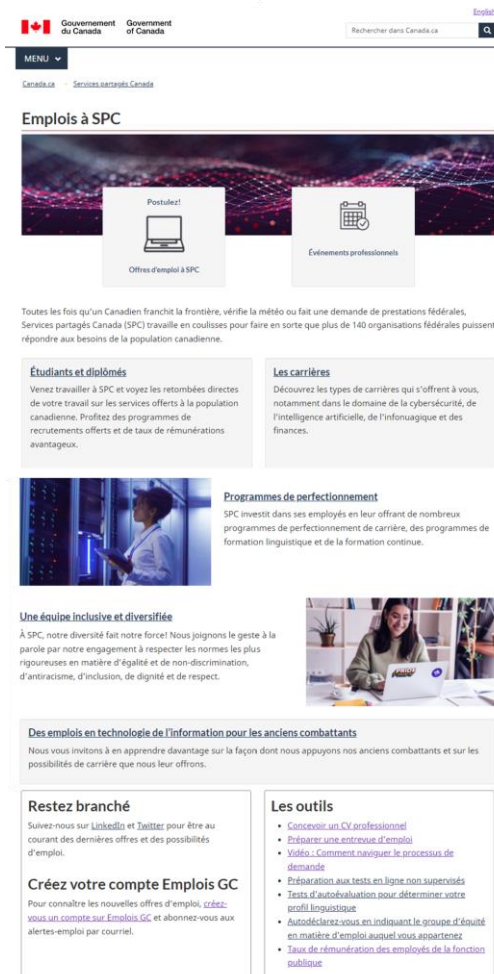 English
Gouvernement du Canada
Government of Canada
Rechercher dans Canada.ca
MENU
Canada.ca
Services partagés Canada
Emplois à SPC
Postulez!
Offres d'emploi à SPC
Événements professionnels
Toutes les fois qu'un Canadien franchit la frontière, vérifie la météo ou fait une demande de prestations fédérales,
Services partagés Canada (SPC) travaille en coulisses pour faire en sorte que plus de 140 organisations fédérales puissent
répondre aux besoins de la population canadienne.
Étudiants et diplômés
Venez travailler à SPC et voyez les retombées directes
de votre travail sur les services offerts à la population
canadienne. Profitez des programmes de
recrutements offerts et de taux de rémunérations
avantageux.
Les carrières
Découvrez les types de carrières qui s'offrent à vous,
notamment dans le domaine de la cybersécurité, de
l'intelligence artificielle, de l'infonuagique et des
finances.
Programmes de perfectionnement
SPC investit dans ses employés en leur offrant de nombreux
programmes de perfectionnement de carrière, des programmes de
formation linguistique et de la formation continue.
Une équipe inclusive et diversifiée
À SPC, notre diversité fait notre force! Nous joignons le geste à la
parole par notre engagement à respecter les normes les plus
rigoureuses en matière d'égalité et de non-discrimination,
d'antiracisme, d'inclusion, de dignité et de respect.
Des emplois en technologie de l'information pour les anciens combattants
Nous vous invitons à en apprendre davantage sur la façon dont nous appuyons nos anciens combattants et sur les
possibilités de carrière que nous leur offrons.
Restez branché
Suivez-nous sur LinkedIn et Twitter pour être au
courant des dernières offres et des possibilités
d'emploi.
Créez votre compte Emplois GC
Pour connaître les nouvelles offres d'emploi, créez-
vous un compte sur Emplois GC et abonnez-vous aux
alertes-emploi par courriel.
Les outils
Concevoir un CV professionnel
Préparer une entrevue d'emploi
Vidéo : Comment naviguer le processus de
demande
Préparation aux tests en ligne non supervisés
Tests d'autoévaluation pour déterminer votre
profil linguistique
Autodéclarez-vous en indiquant le groupe d'équité
en matière d'emploi auquel vous appartenez
Taux de rémunération des employés de la fonction
publique